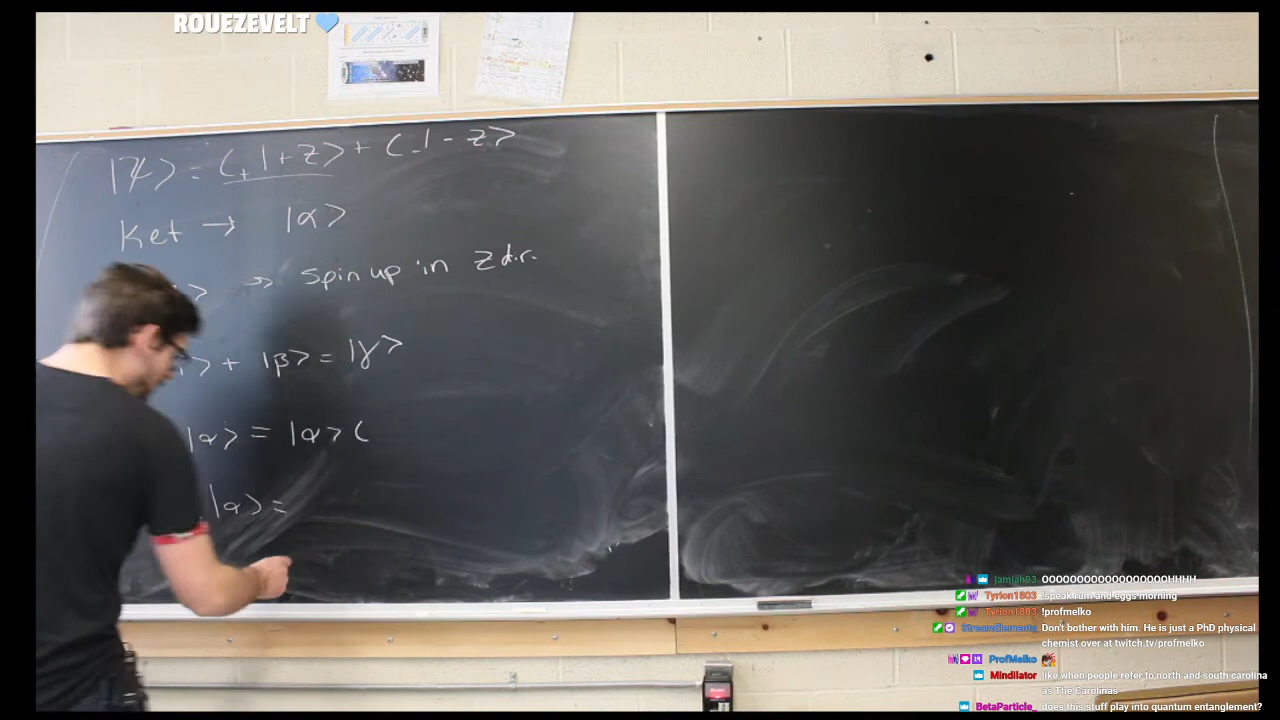 ROUEZEVELT
|ψ> = C+ |+z> + C- |-z>
Ket → |α>
> → Spin up in z dir.
> + |β> = |γ>
|α> = |α> C
|α> =
Jamjah93 OOOOOOOOOOOOOOOOOOHHHH
Tyrion1803 !speak rum and eggs morning
Tyrion1803 !profmelko
StreamElements Don't bother with him. He is just a PhD physical
chemist over at twitch.tv/profmelko
ProfMelko
Mindilator like when people refer to north and south carolina
as The Carolinas
BetaParticle_ does this stuff play into quantum entanglement?